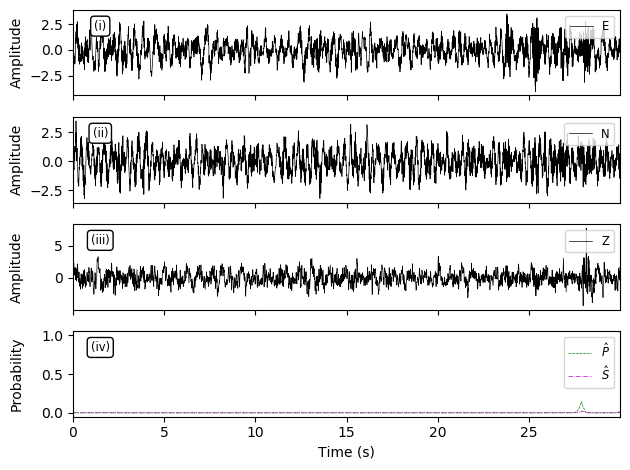 Amplitude
2.5
0.0
−2.5
(i)
E
Amplitude
2.5
0.0
−2.5
(ii)
N
Amplitude
5
0
(iii)
Z
Probability
1.0
0.5
0.0
(iv)
P̂
Ŝ
0 5 10 15 20 25
Time (s)